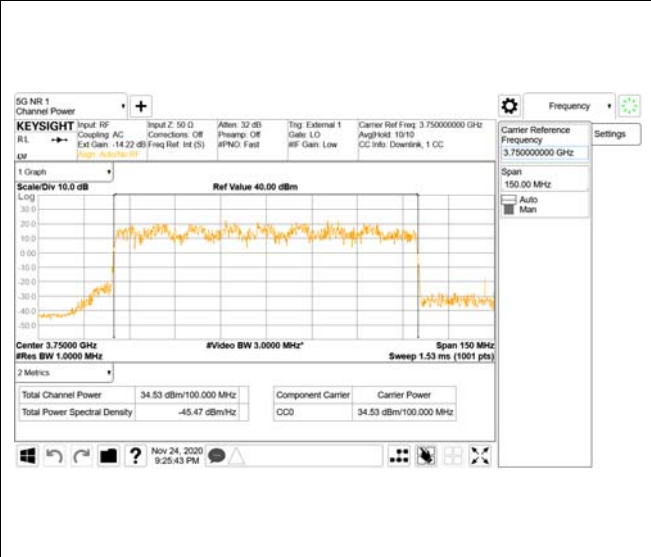 5G NR 1
Channel Power
Frequency
KEYSIGHT
R L
Input: RF
Coupling: AC
Ext Gain: -14.22 dB
Align: Auto/No RF
Input Z: 50 Ω
Corrections: Off
Freq Ref: Int (S)
Atten: 32 dB
Preamp: Off
#PNO: Fast
Trig: External 1
Gate: LO
#IF Gain: Low
Carrier Ref Freq: 3.750000000 GHz
Avg|Hold: 10/10
CC Info: Downlink, 1 CC
Carrier Reference
Frequency
3.750000000 GHz
Settings
Span
150.00 MHz
Auto
Man
1 Graph
Scale/Div 10.0 dB
Ref Value 40.00 dBm
Log
30.0
20.0
10.0
0.00
-10.0
-20.0
-30.0
-40.0
-50.0
Center 3.75000 GHz
#Video BW 3.0000 MHz*
Span 150 MHz
#Res BW 1.0000 MHz
Sweep 1.53 ms (1001 pts)
2 Metrics
Total Channel Power
34.53 dBm/100.000 MHz
Total Power Spectral Density
-45.47 dBm/Hz
Component Carrier
Carrier Power
CC0
34.53 dBm/100.000 MHz
?
Nov 24, 2020
9:25:43 PM